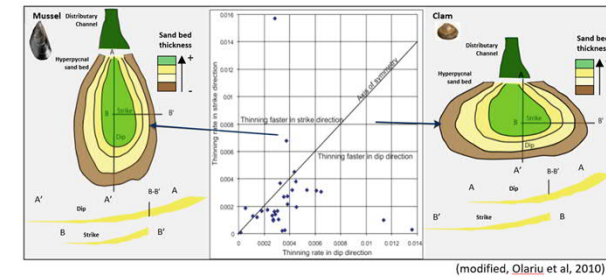 Mussel
Distributary
Channel
Sand bed
thickness
+
-
Hyperpycnal
sand bed
A
B
Strike
B'
Dip
A'
B-B'
A
A'
Dip
B
Strike
B'
Thinning rate in strike direction
0.016
0.014
0.012
0.01
0.008
0.006
0.004
0.002
0
0
0.002
0.004
0.006
0.008
0.01
0.012
0.014
Thinning rate in dip direction
Axis of symmetry
Thinning faster in strike direction
Thinning faster in dip direction
Clam
Distributary
Channel
Sand bed
thickness
Hyperpycnal
sand bed
A
B
Strike
B'
Dip
A'
B-B'
A
A'
Dip
B'
Strike
B
(modified, Olariu et al, 2010)